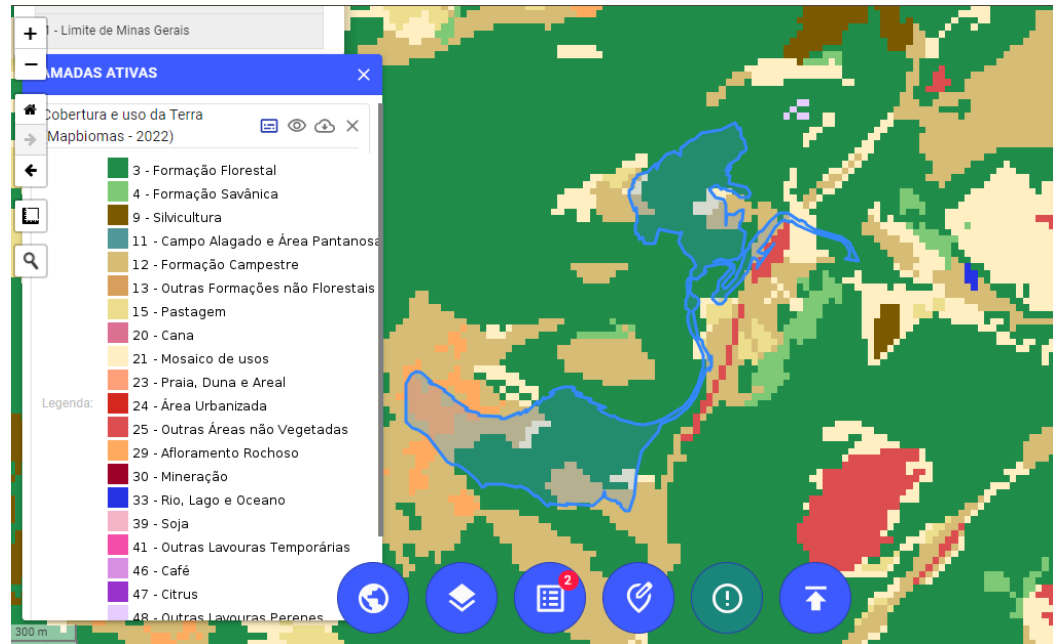 1 - Limite de Minas Gerais
AMADAS ATIVAS
Cobertura e uso da Terra
(Mapbiomas - 2022)
Legenda:
3 - Formação Florestal
4 - Formação Savânica
9 - Silvicultura
11 - Campo Alagado e Área Pantanosa
12 - Formação Campestre
13 - Outras Formações não Florestais
15 - Pastagem
20 - Cana
21 - Mosaico de usos
23 - Praia, Duna e Areal
24 - Área Urbanizada
25 - Outras Áreas não Vegetadas
29 - Afloramento Rochoso
30 - Mineração
33 - Rio, Lago e Oceano
39 - Soja
41 - Outras Lavouras Temporárias
46 - Café
47 - Citrus
48 - Outras Lavouras Perenes
2
300 m